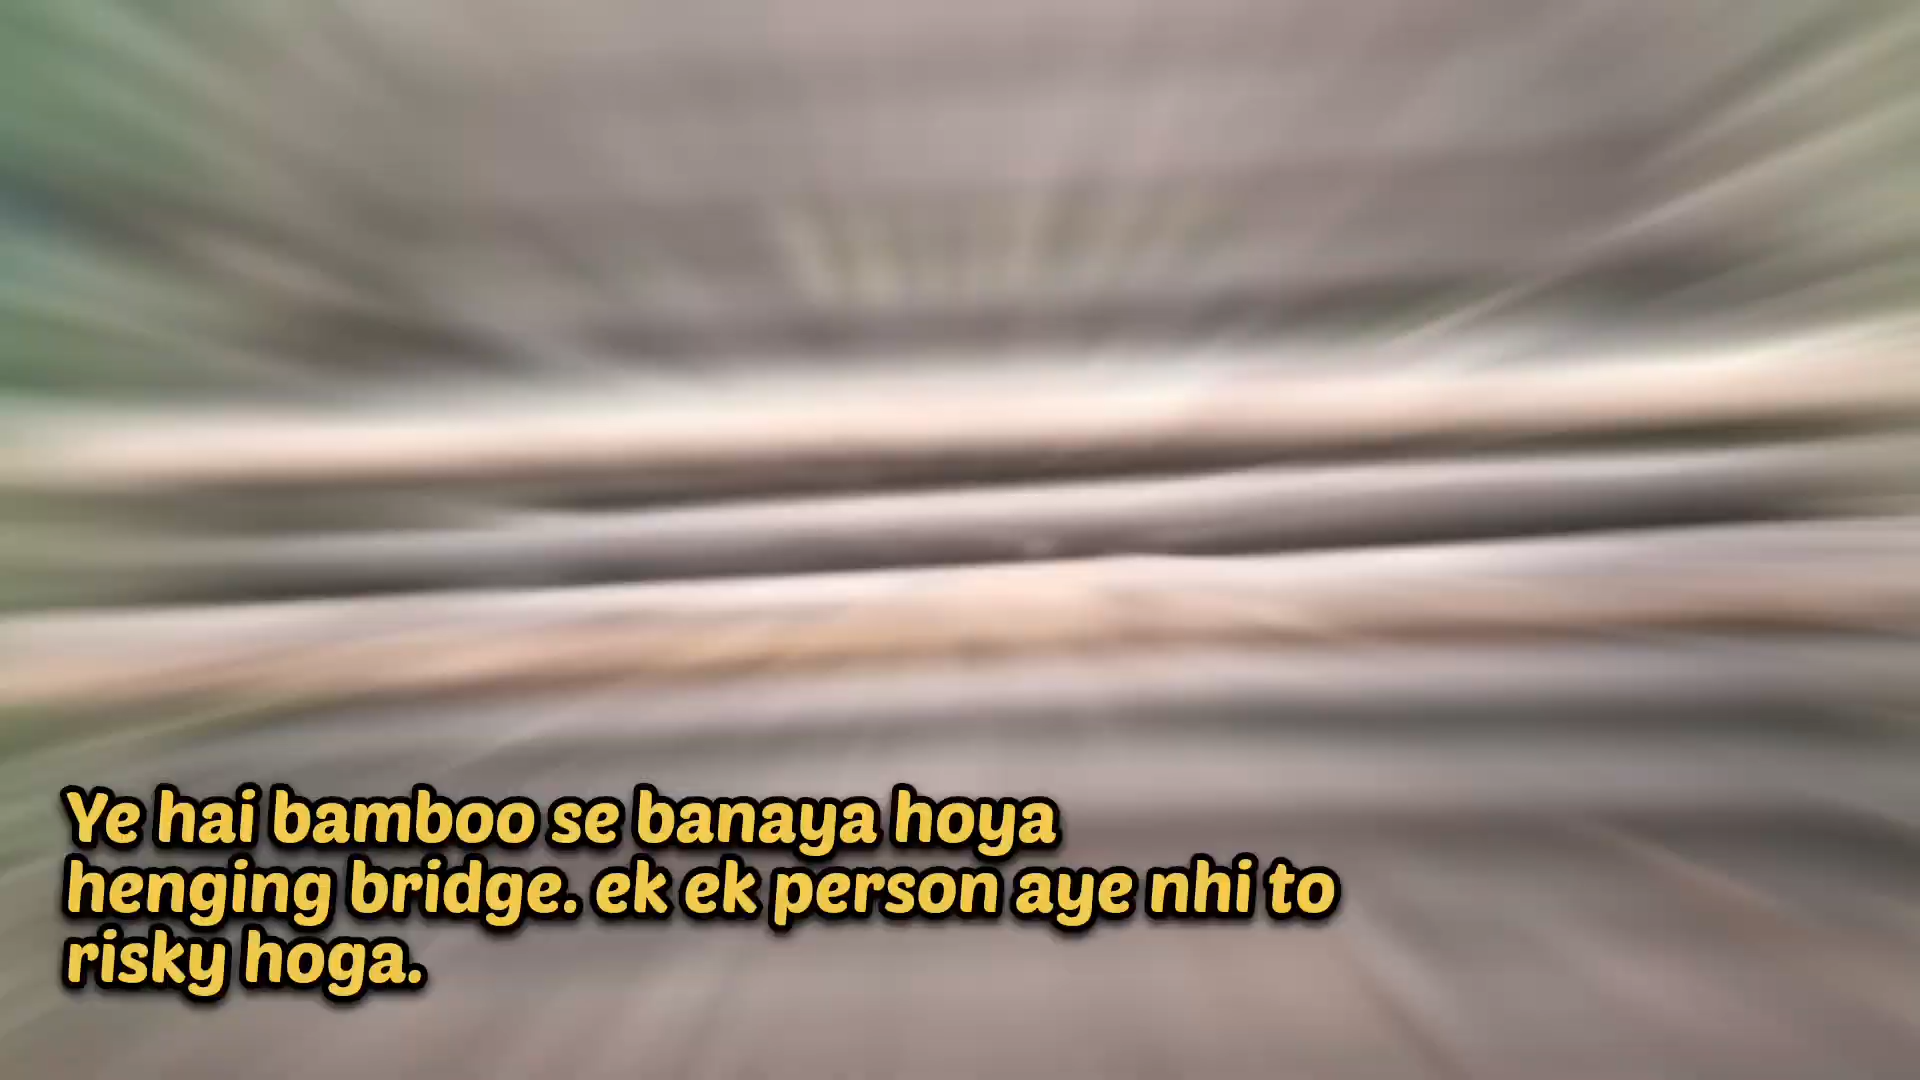 Ye hai bamboo se banaya hoya
henging bridge. ek ek person aye nhi to
risky hoga.